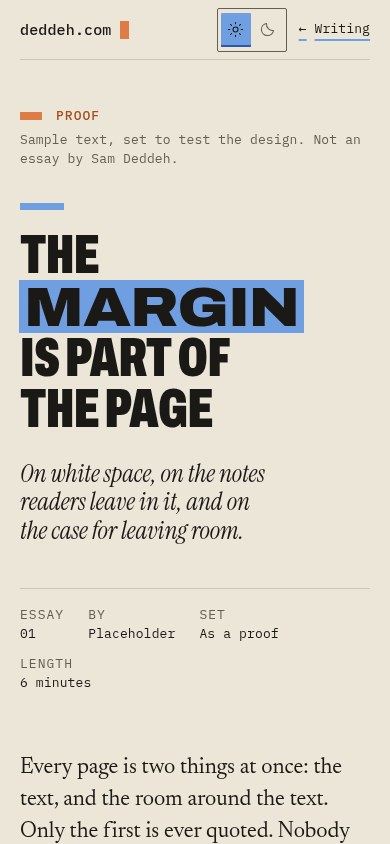 deddeh.com
← Writing
PROOF
Sample text, set to test the design. Not an
essay by Sam Deddeh.
THE
MARGIN
IS PART OF
THE PAGE
On white space, on the notes
readers leave in it, and on
the case for leaving room.
ESSAY BY SET
01 Placeholder As a proof
LENGTH
6 minutes
Every page is two things at once: the
text, and the room around the text.
Only the first is ever quoted. Nobody